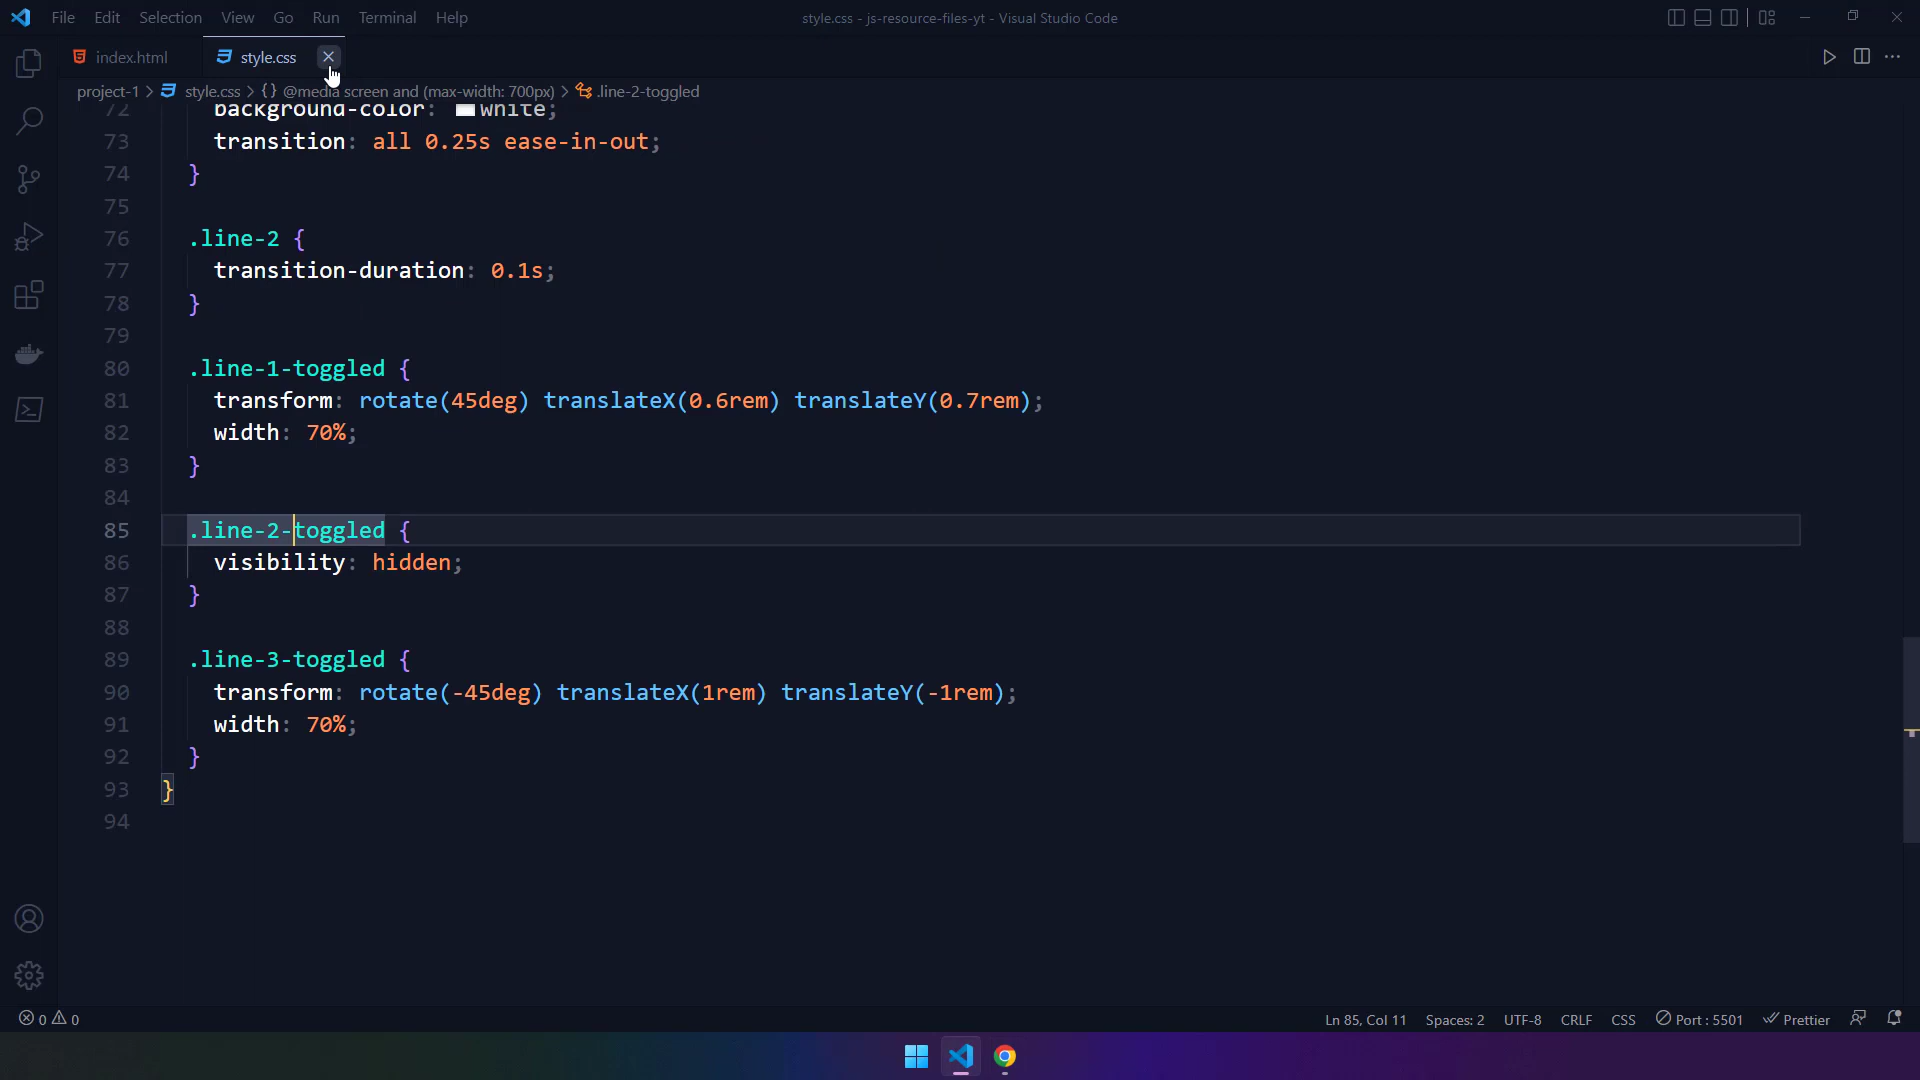 File Edit Selection View Go Run Terminal Help
style.css - js-resource-files-yt - Visual Studio Code
index.html style.css
project-1 > style.css > {} @media screen and (max-width: 700px) > .line-2-toggled
72 background-color: white;
73 transition: all 0.25s ease-in-out;
74 }
75
76 .line-2 {
77 transition-duration: 0.1s;
78 }
79
80 .line-1-toggled {
81 transform: rotate(45deg) translateX(0.6rem) translateY(0.7rem);
82 width: 70%;
83 }
84
85 .line-2-toggled {
86 visibility: hidden;
87 }
88
89 .line-3-toggled {
90 transform: rotate(-45deg) translateX(1rem) translateY(-1rem);
91 width: 70%;
92 }
93 }
94
0 0 Ln 85, Col 11 Spaces: 2 UTF-8 CRLF CSS Port : 5501 Prettier